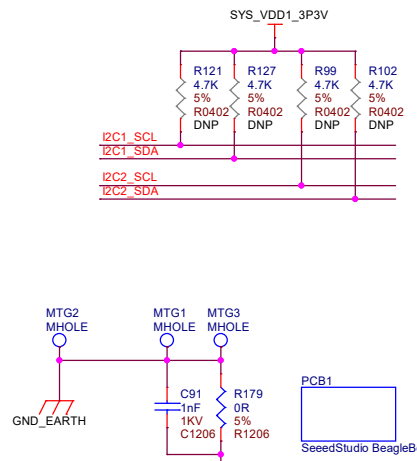 SYS_VDD1_3P3V
R121
4.7K
5%
R0402
DNP
R127
4.7K
5%
R0402
DNP
R99
4.7K
5%
R0402
DNP
R102
4.7K
5%
R0402
DNP
I2C1_SCL
I2C1_SDA
I2C2_SCL
I2C2_SDA
MTG2
MHOLE
MTG1
MHOLE
MTG3
MHOLE
GND_EARTH
C91
1nF
1KV
C1206
R179
0R
5%
R1206
PCB1
SeeedStudio BeagleB